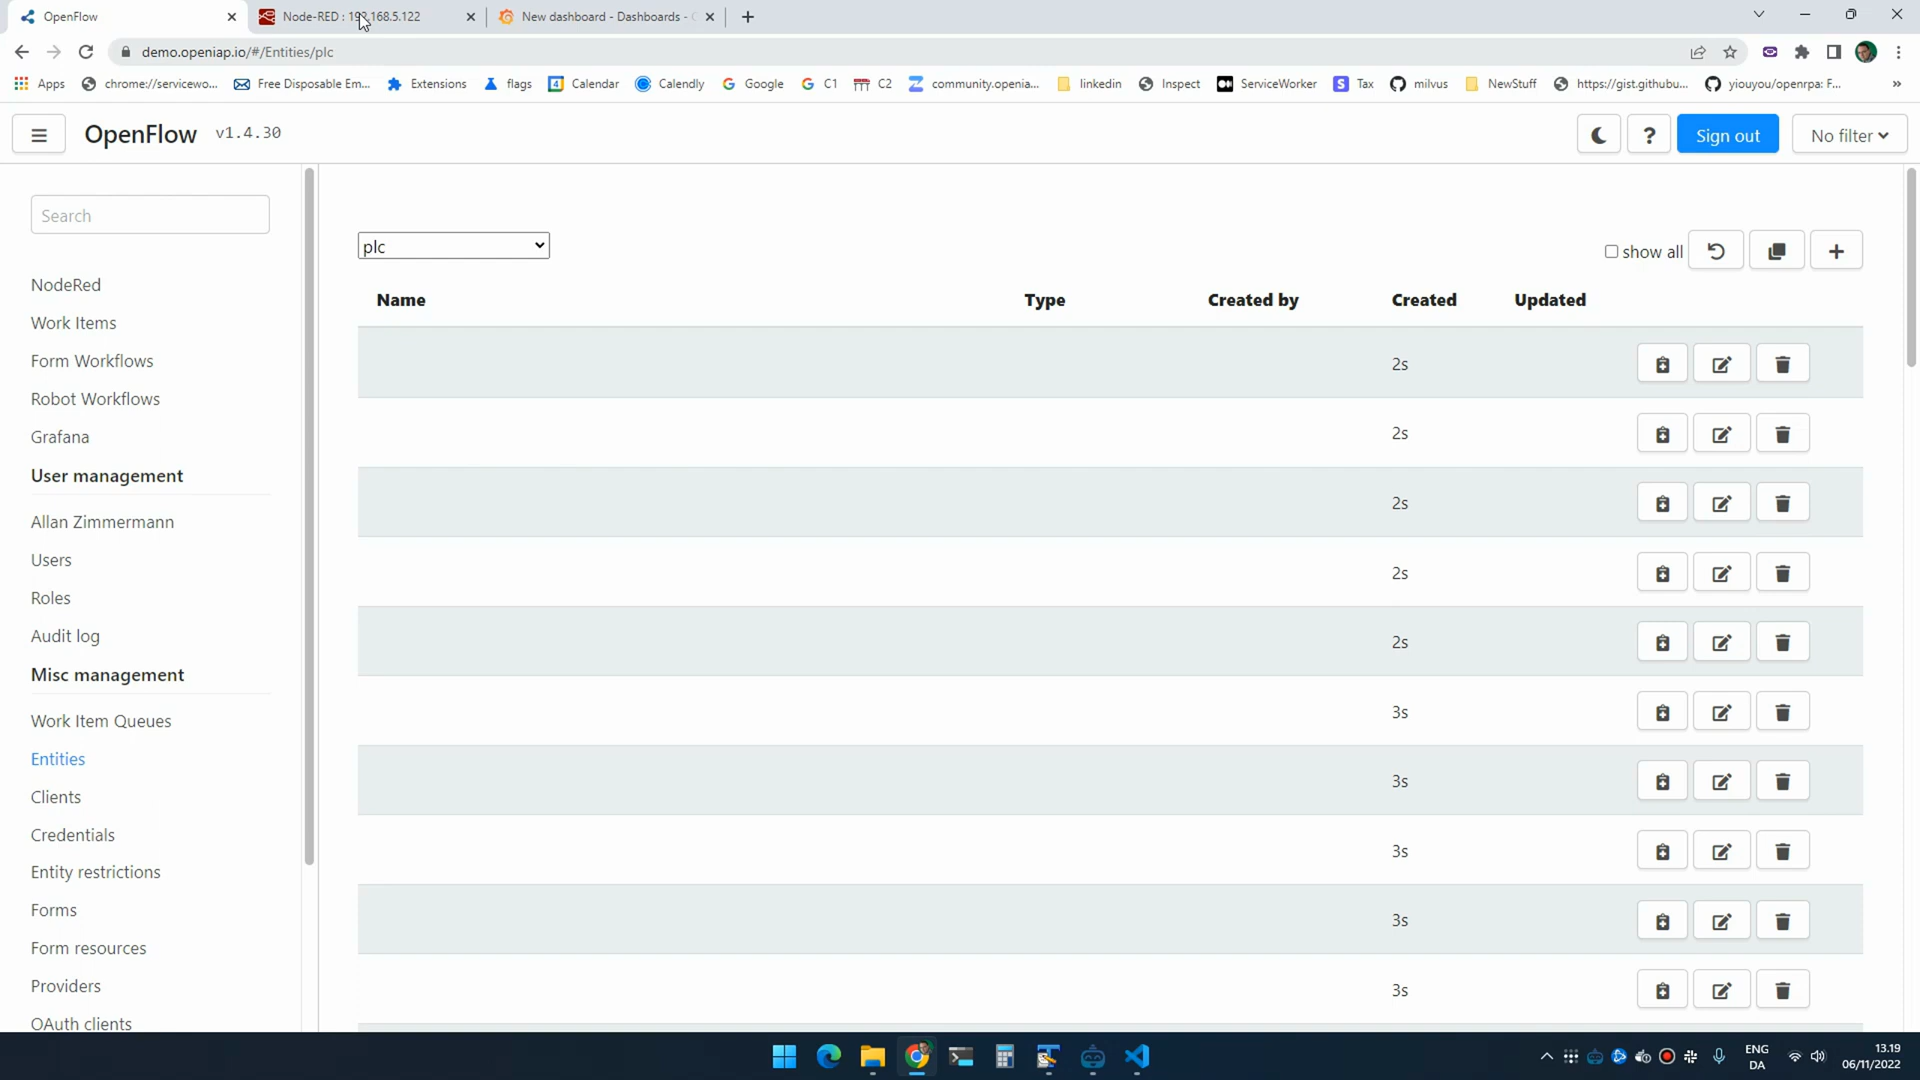 OpenFlow
Node-RED : 192.168.5.122
New dashboard - Dashboards -
demo.openiap.io/#/Entities/plc
Apps
chrome://servicewo...
Free Disposable Em...
Extensions
flags
Calendar
Calendly
Google
C1
C2
community.openia...
linkedin
Inspect
ServiceWorker
Tax
milvus
NewStuff
https://gist.githubu...
yiouyou/openrpa: F...
»
OpenFlow v1.4.30
?
Sign out
No filter
Search
plc
show all
Name Type Created by Created Updated
2s
2s
2s
2s
2s
3s
3s
3s
3s
3s
NodeRed
Work Items
Form Workflows
Robot Workflows
Grafana
User management
Allan Zimmermann
Users
Roles
Audit log
Misc management
Work Item Queues
Entities
Clients
Credentials
Entity restrictions
Forms
Form resources
Providers
OAuth clients
ENG
DA
13.19
06/11/2022